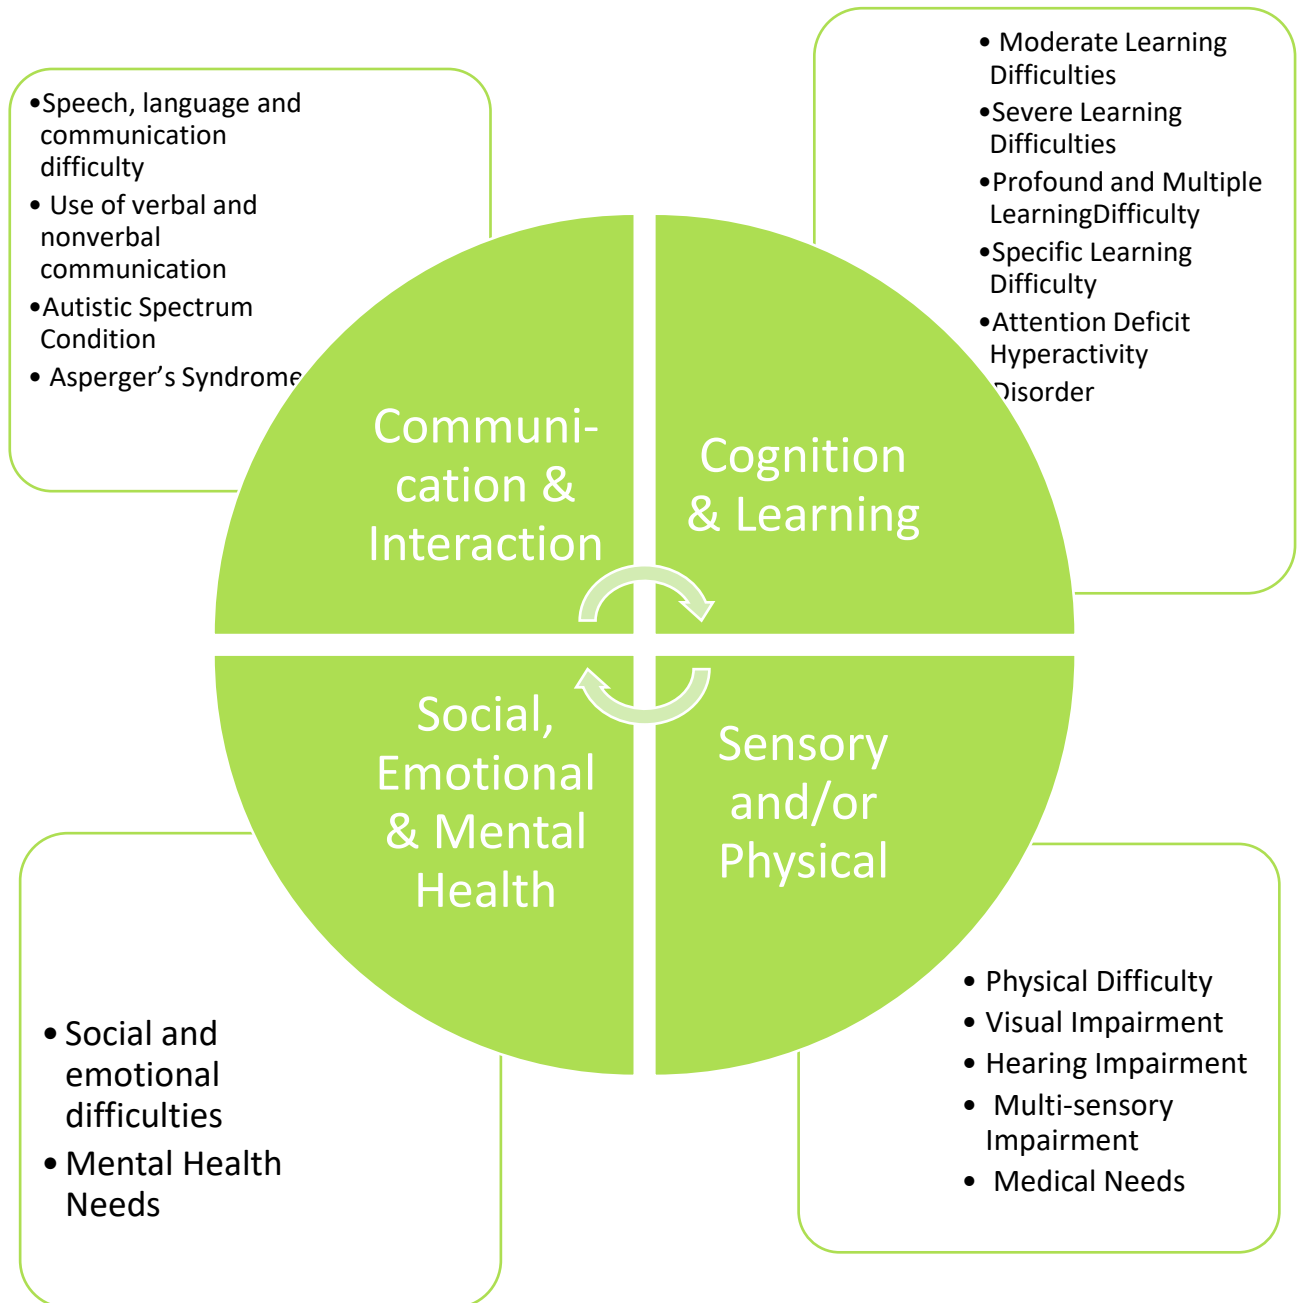 •Speech, language and
communication
difficulty
• Use of verbal and
nonverbal
communication
•Autistic Spectrum
Condition
• Asperger’s Syndrome
• Moderate Learning
Difficulties
•Severe Learning
Difficulties
•Profound and Multiple
LearningDifficulty
•Specific Learning
Difficulty
•Attention Deficit
Hyperactivity
Disorder
Communi-
cation &
Interaction
Cognition
& Learning
Social,
Emotional
& Mental
Health
Sensory
and/or
Physical
• Social and
emotional
difficulties
• Mental Health
Needs
• Physical Difficulty
• Visual Impairment
• Hearing Impairment
• Multi-sensory
Impairment
• Medical Needs